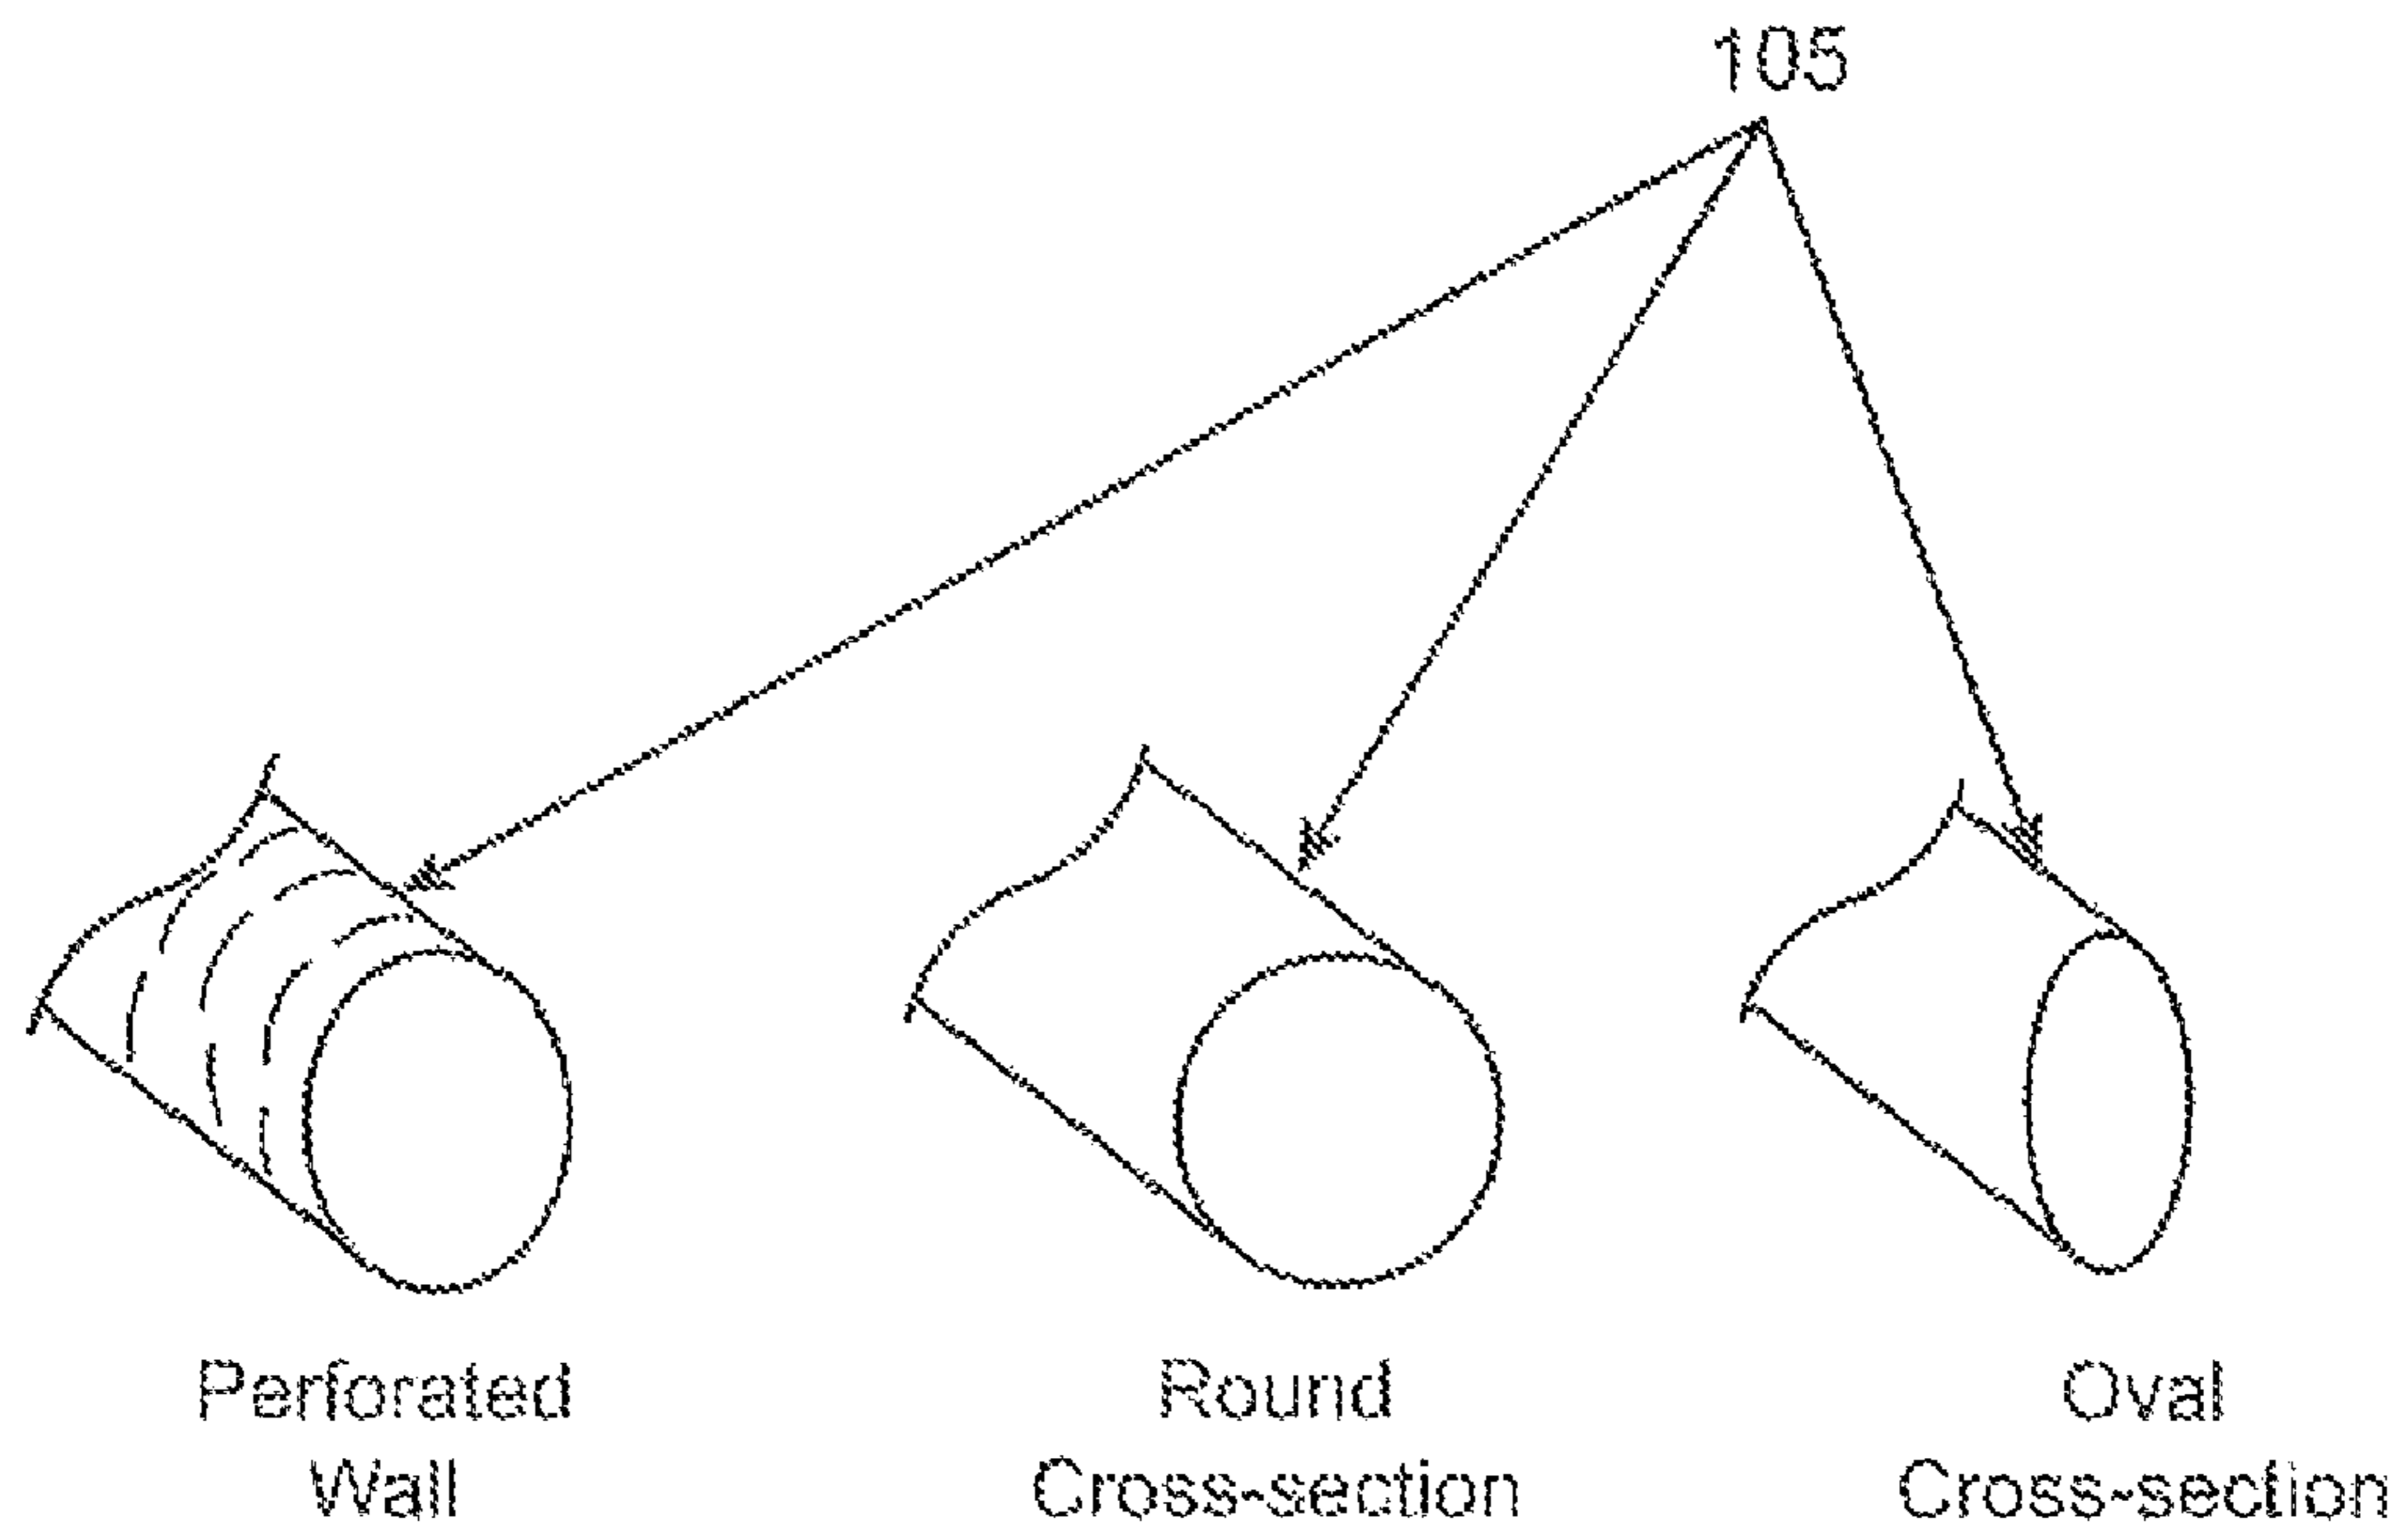 105
Perforated
Wall
Round
Cross-section
Oval
Cross-section